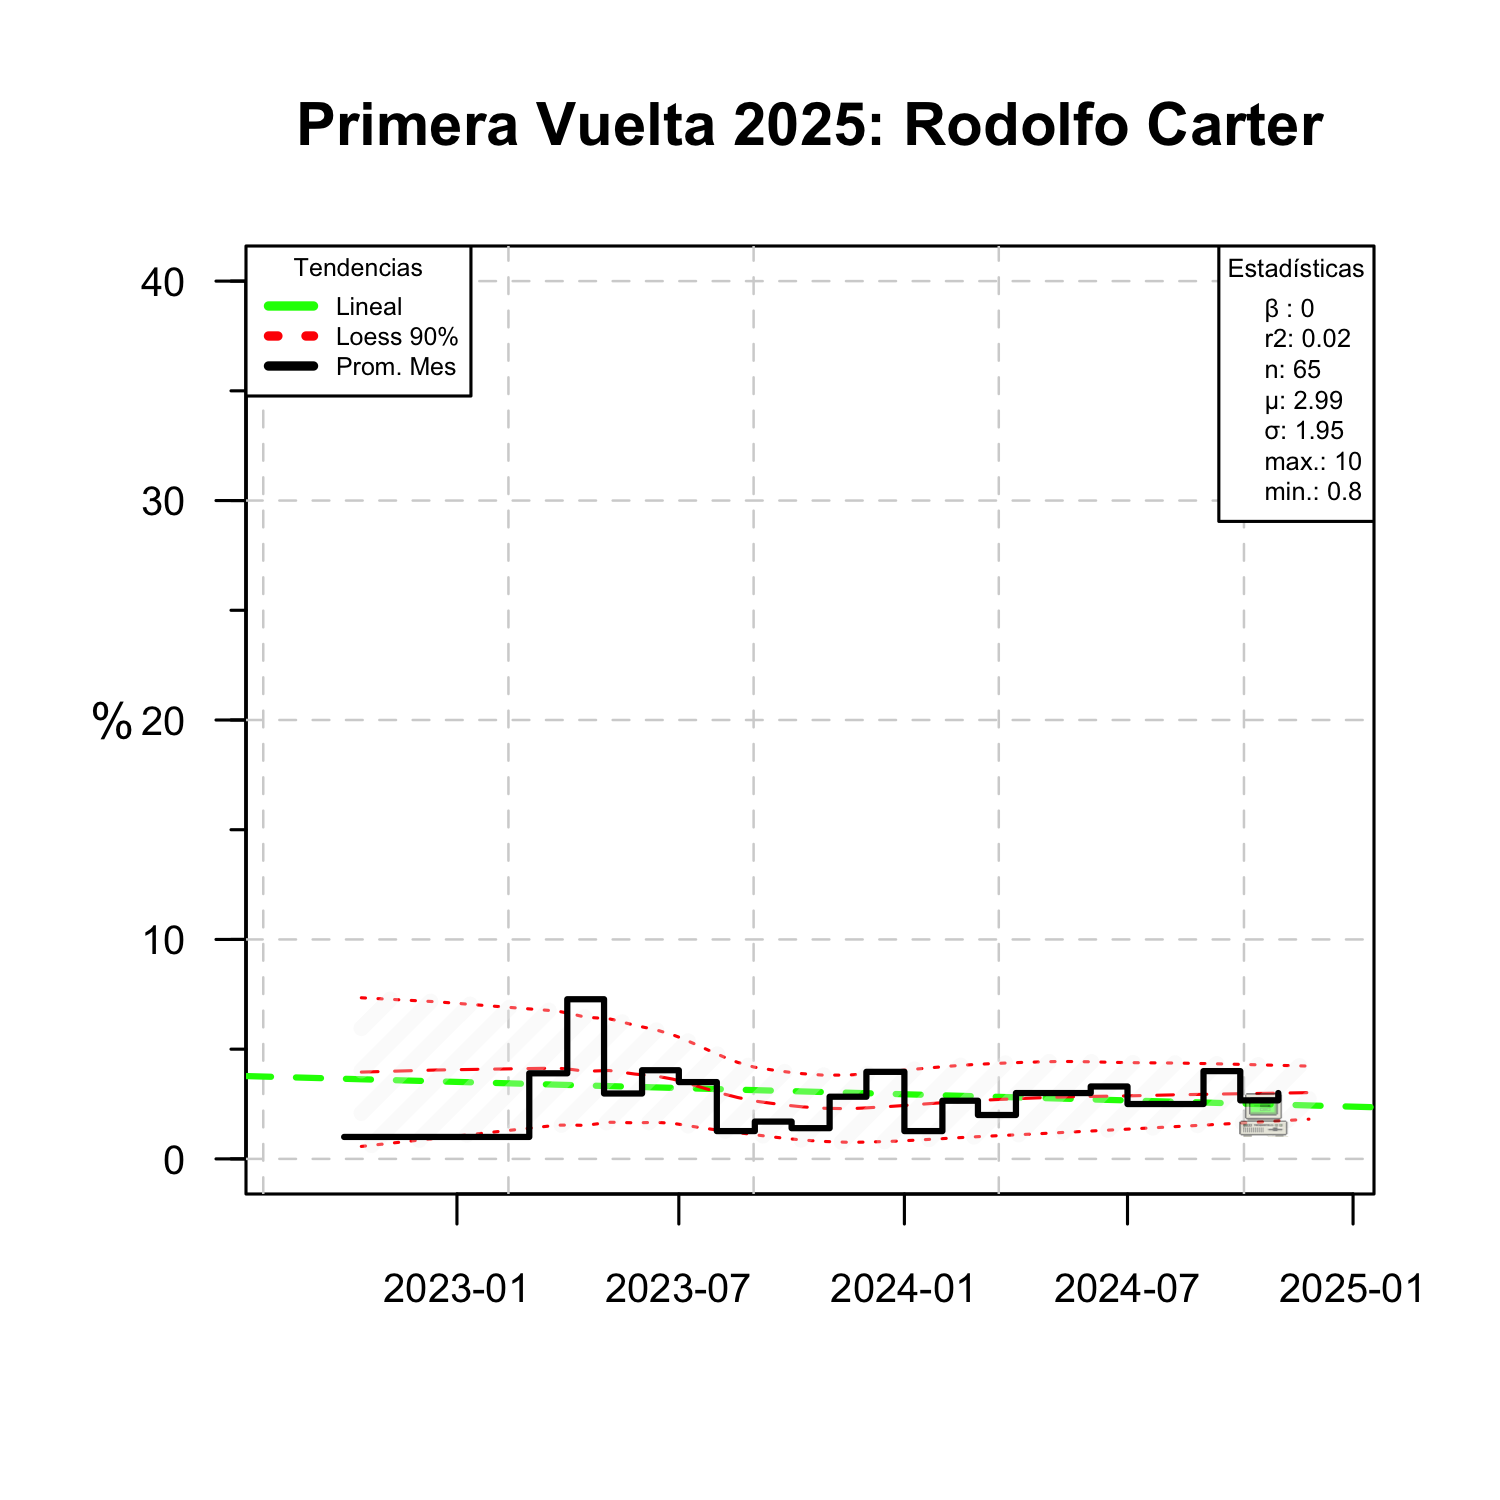 Primera Vuelta 2025: Rodolfo Carter
Tendencias
Lineal
Loess 90%
Prom. Mes
Estadísticas
β : 0
r2: 0.02
n: 65
μ: 2.99
σ: 1.95
max.: 10
min.: 0.8
40
30
% 20
10
0
2023-01 2023-07 2024-01 2024-07 2025-01